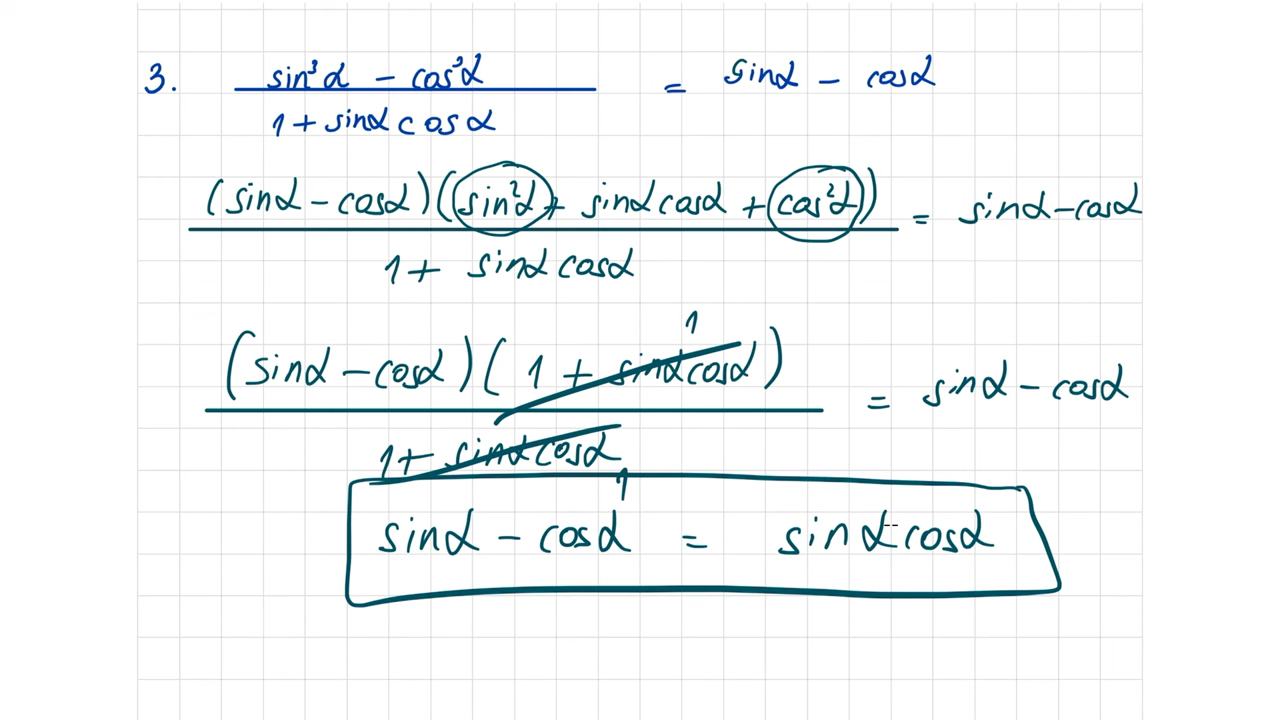 3. (sin³α − cos³α) / (1 + sinα cosα) = sinα − cosα
(sinα − cosα)(sin²α + sinα cosα + cos²α) / (1 + sinα cosα) = sinα − cosα
(sinα − cosα)(1 + sinα cosα) 1 / (1 + sinα cosα) 1 = sinα − cosα
sinα − cosα = sinα cosα